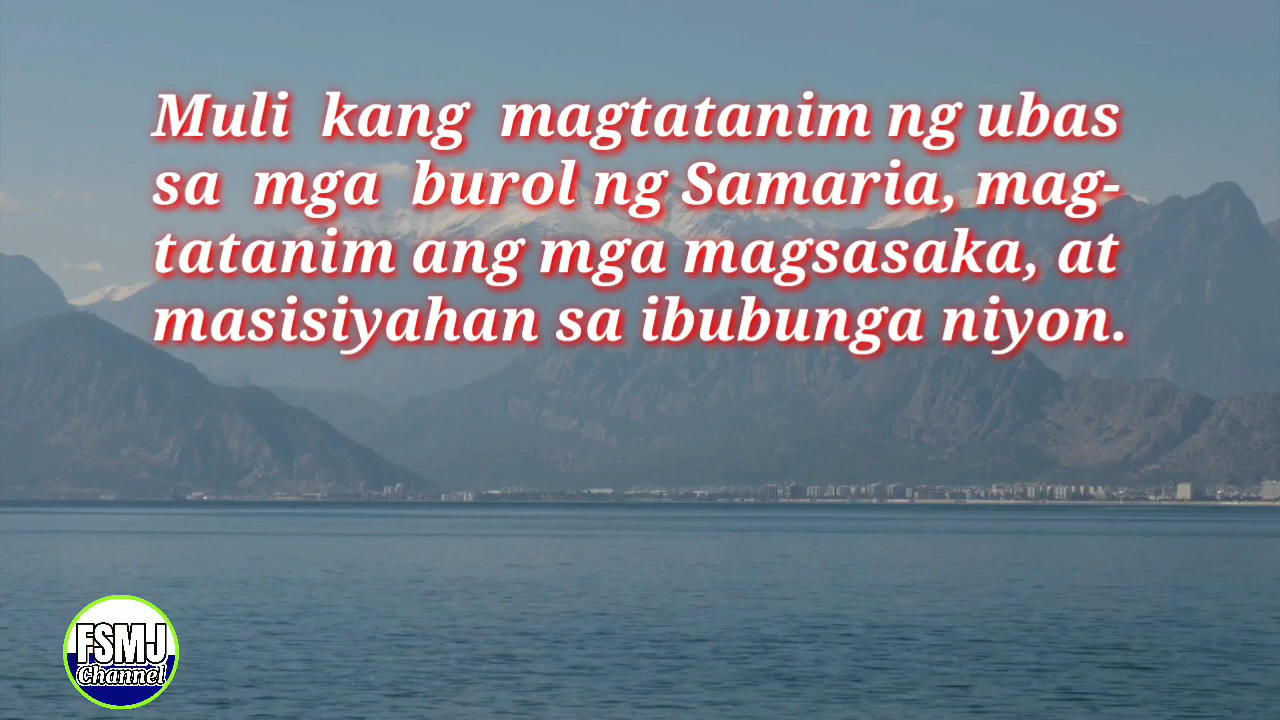 Muli kang magtatanim ng ubas
sa mga burol ng Samaria, mag-
tatanim ang mga magsasaka, at
masisiyahan sa ibubunga niyon.
FSMJ
Channel